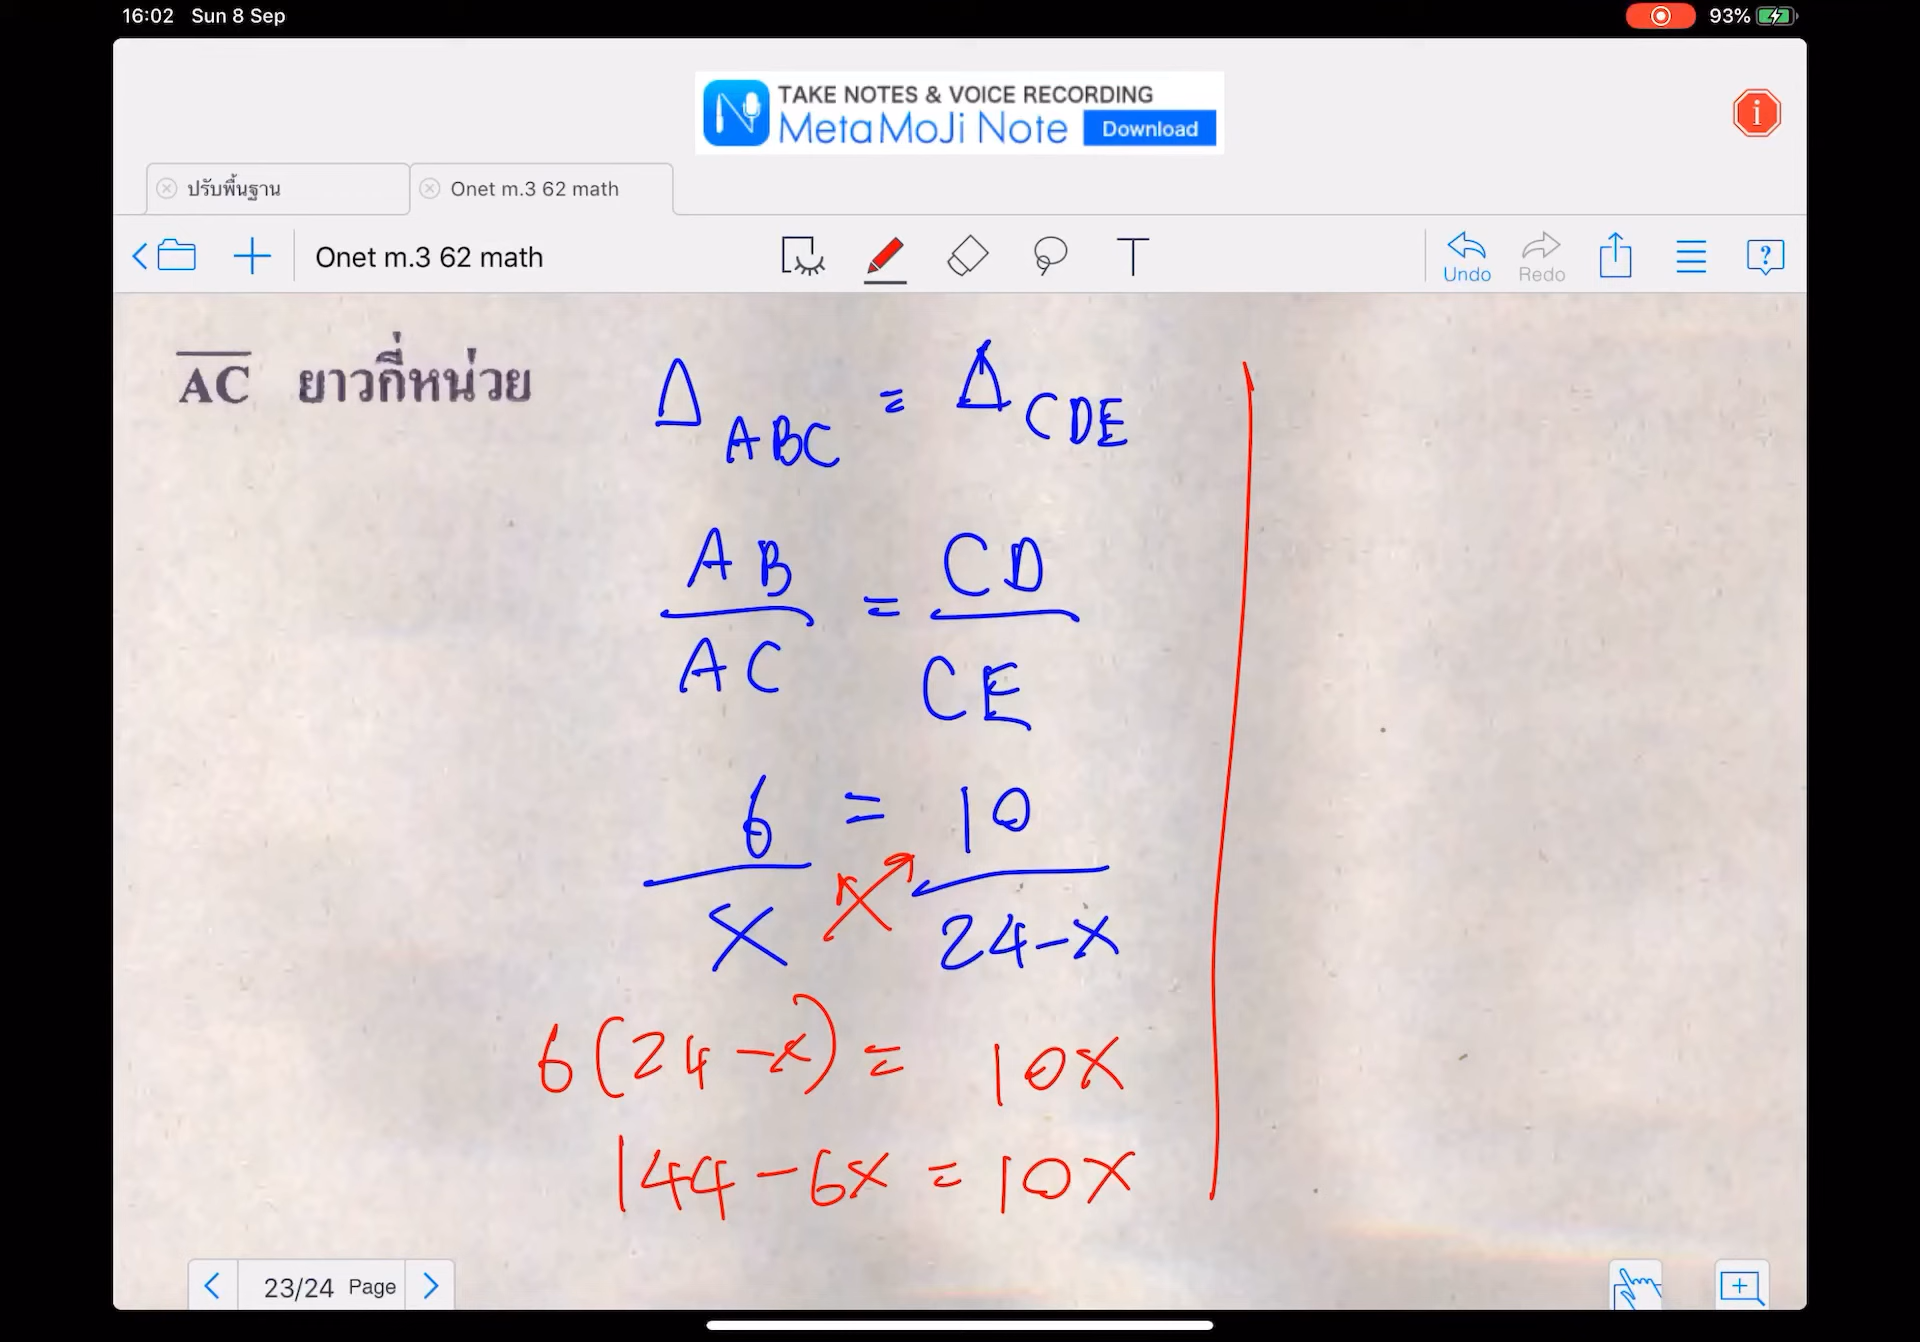 16:02 Sun 8 Sep
93%
TAKE NOTES & VOICE RECORDING
MetaMoJi Note Download
i
ปรับพื้นฐาน
Onet m.3 62 math
Onet m.3 62 math
T
Undo
Redo
?
AC ยาวกี่หน่วย
Δ ABC = Δ CDE
AB = CD
AC CE
6 = 10
x 24-x
6(24-x) = 10x
144-6x = 10x
23/24 Page